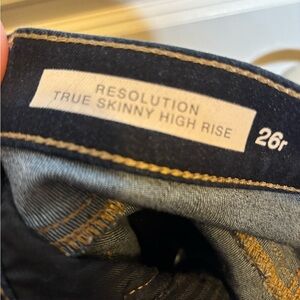 RESOLUTION
TRUE SKINNY HIGH RISE
26r